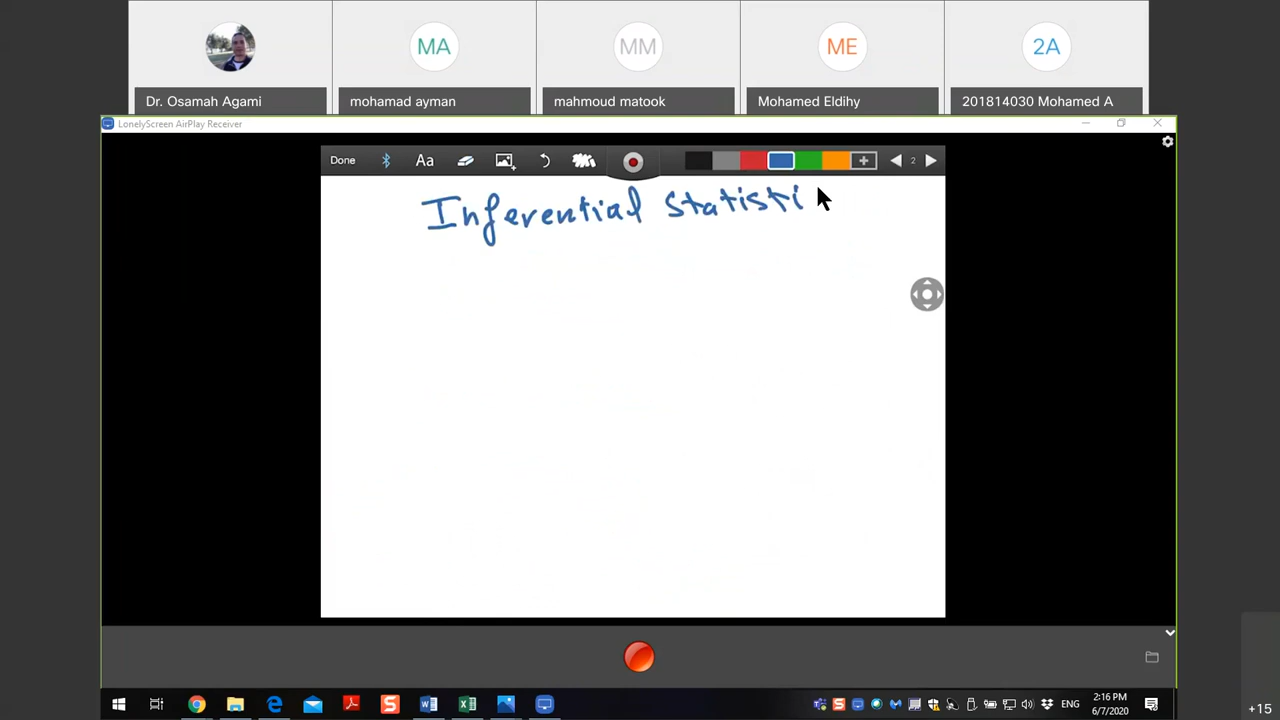 MA
MM
ME
2A
Dr. Osamah Agami
mohamad ayman
mahmoud matook
Mohamed Eldihy
201814030 Mohamed A
LonelyScreen AirPlay Receiver
Done
Aa
2
Inferential Statisti
ENG
2:16 PM
6/7/2020
+15